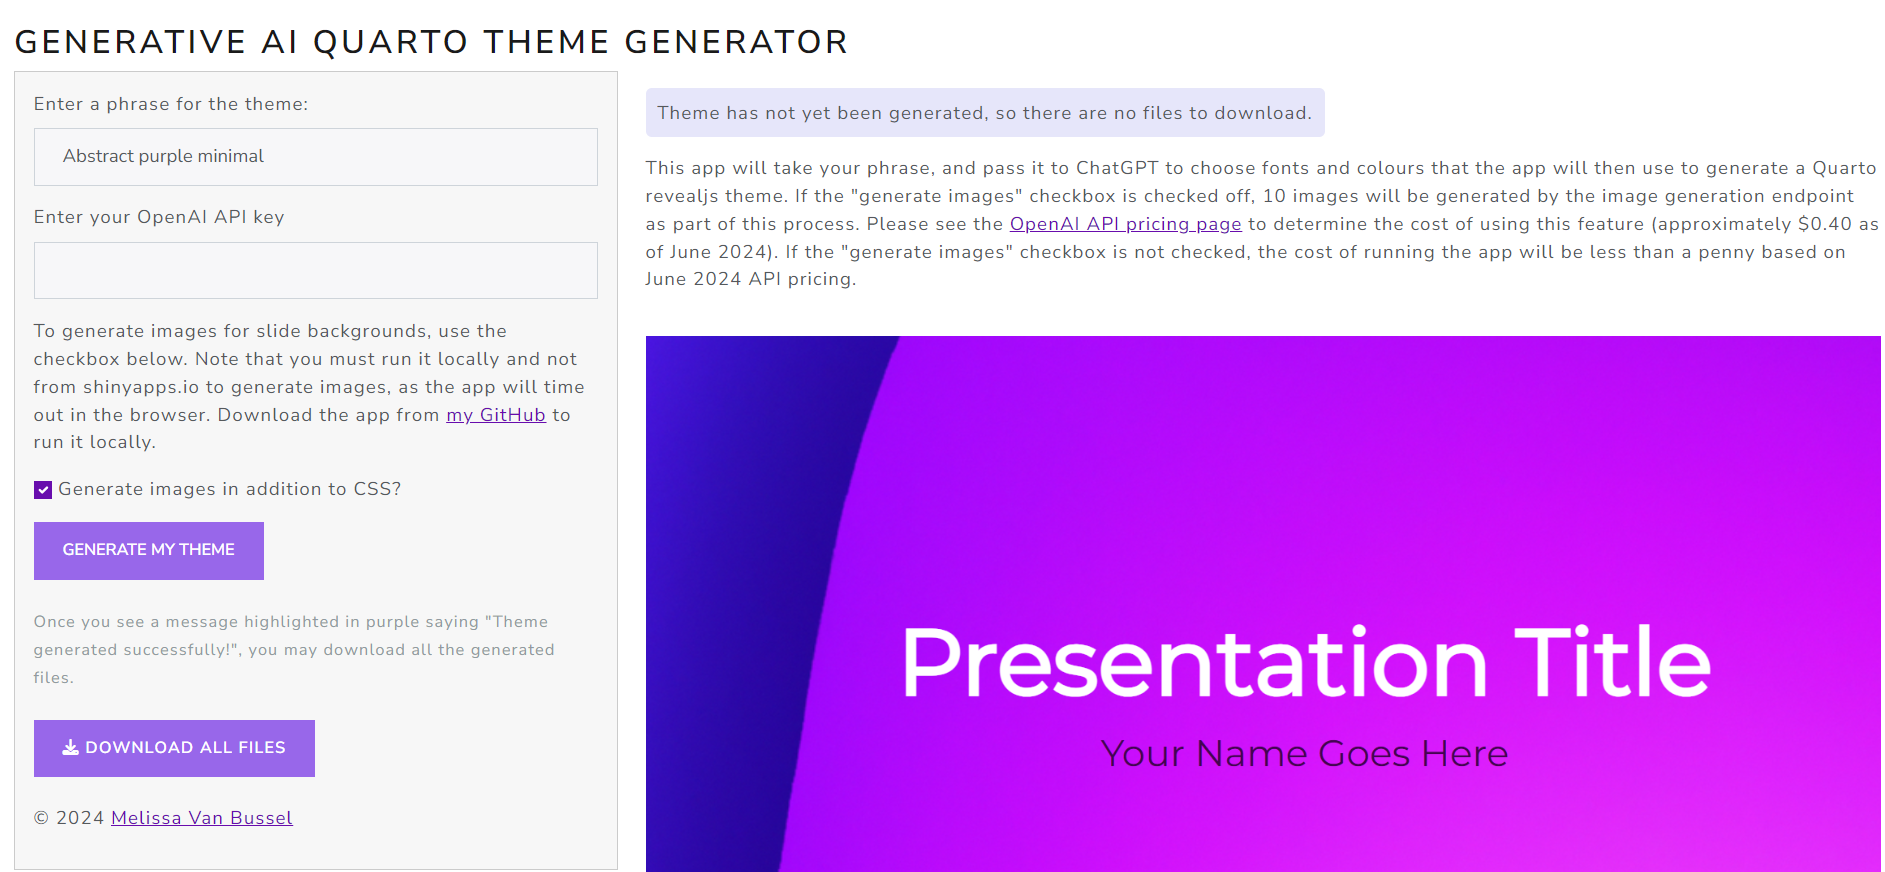 GENERATIVE AI QUARTO THEME GENERATOR
Enter a phrase for the theme:
Abstract purple minimal
Enter your OpenAI API key
To generate images for slide backgrounds, use the
checkbox below. Note that you must run it locally and not
from shinyapps.io to generate images, as the app will time
out in the browser. Download the app from my GitHub to
run it locally.
Generate images in addition to CSS?
GENERATE MY THEME
Once you see a message highlighted in purple saying "Theme
generated successfully!", you may download all the generated
files.
DOWNLOAD ALL FILES
© 2024 Melissa Van Bussel
Theme has not yet been generated, so there are no files to download.
This app will take your phrase, and pass it to ChatGPT to choose fonts and colours that the app will then use to generate a Quarto
revealjs theme. If the "generate images" checkbox is checked off, 10 images will be generated by the image generation endpoint
as part of this process. Please see the OpenAI API pricing page to determine the cost of using this feature (approximately $0.40 as
of June 2024). If the "generate images" checkbox is not checked, the cost of running the app will be less than a penny based on
June 2024 API pricing.
Presentation Title
Your Name Goes Here